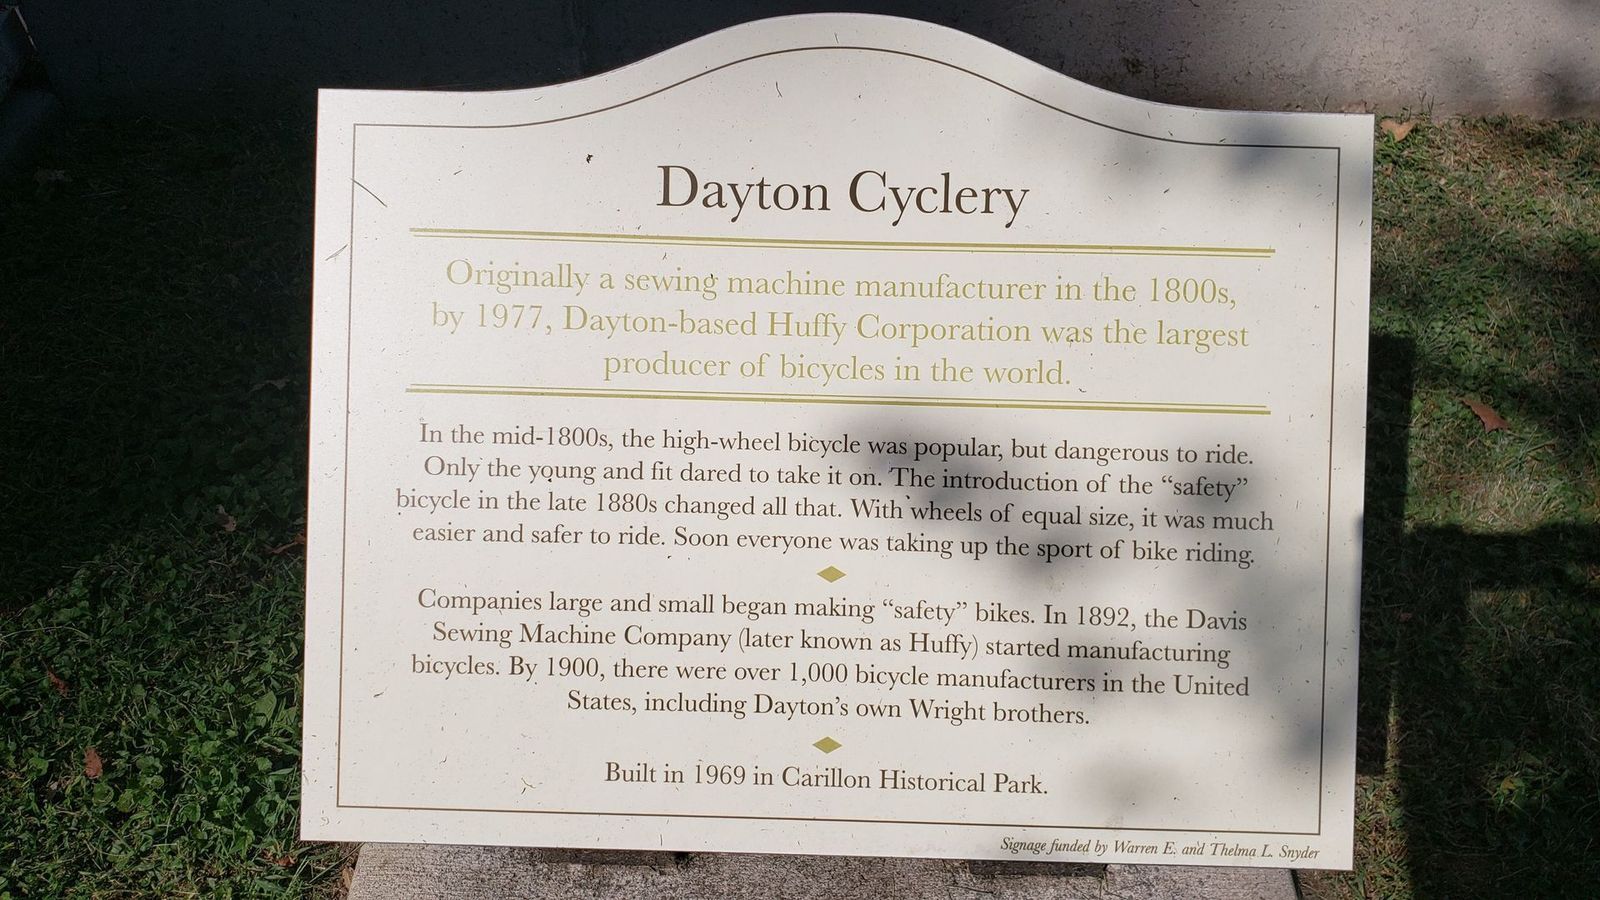 Dayton Cyclery
Originally a sewing machine manufacturer in the 1800s,
by 1977, Dayton-based Huffy Corporation was the largest
producer of bicycles in the world.
In the mid-1800s, the high-wheel bicycle was popular, but dangerous to ride.
Only the young and fit dared to take it on. The introduction of the “safety”
bicycle in the late 1880s changed all that. With wheels of equal size, it was much
easier and safer to ride. Soon everyone was taking up the sport of bike riding.
Companies large and small began making “safety” bikes. In 1892, the Davis
Sewing Machine Company (later known as Huffy) started manufacturing
bicycles. By 1900, there were over 1,000 bicycle manufacturers in the United
States, including Dayton’s own Wright brothers.
Built in 1969 in Carillon Historical Park.
Signage funded by Warren E. and Thelma L. Snyder